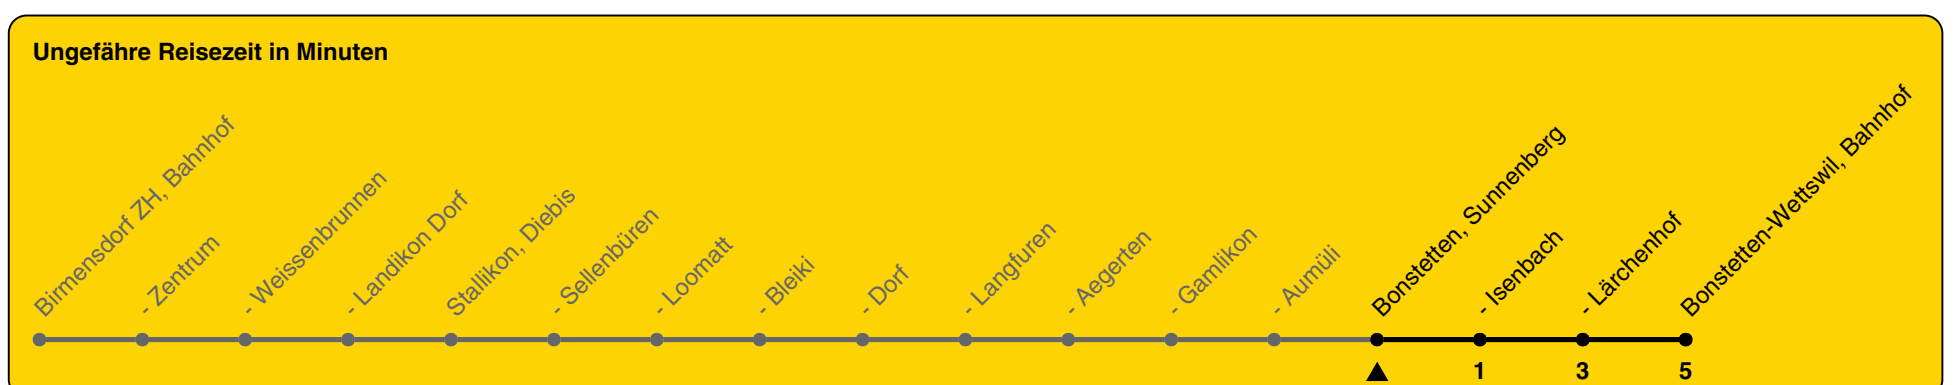 Ungefähre Reisezeit in Minuten
Birmensdorf ZH, Bahnhof
- Zentrum
- Weissenbrunnen
- Landikon Dorf
Stallikon, Diebis
- Sellenbüren
- Loomatt
- Bleiki
- Dorf
- Langfuren
- Aegerten
- Gamlikon
- Aumüli
Bonstetten, Sunnenberg
- Isenbach
- Lärchenhof
Bonstetten-Wettswil, Bahnhof
1 3 5